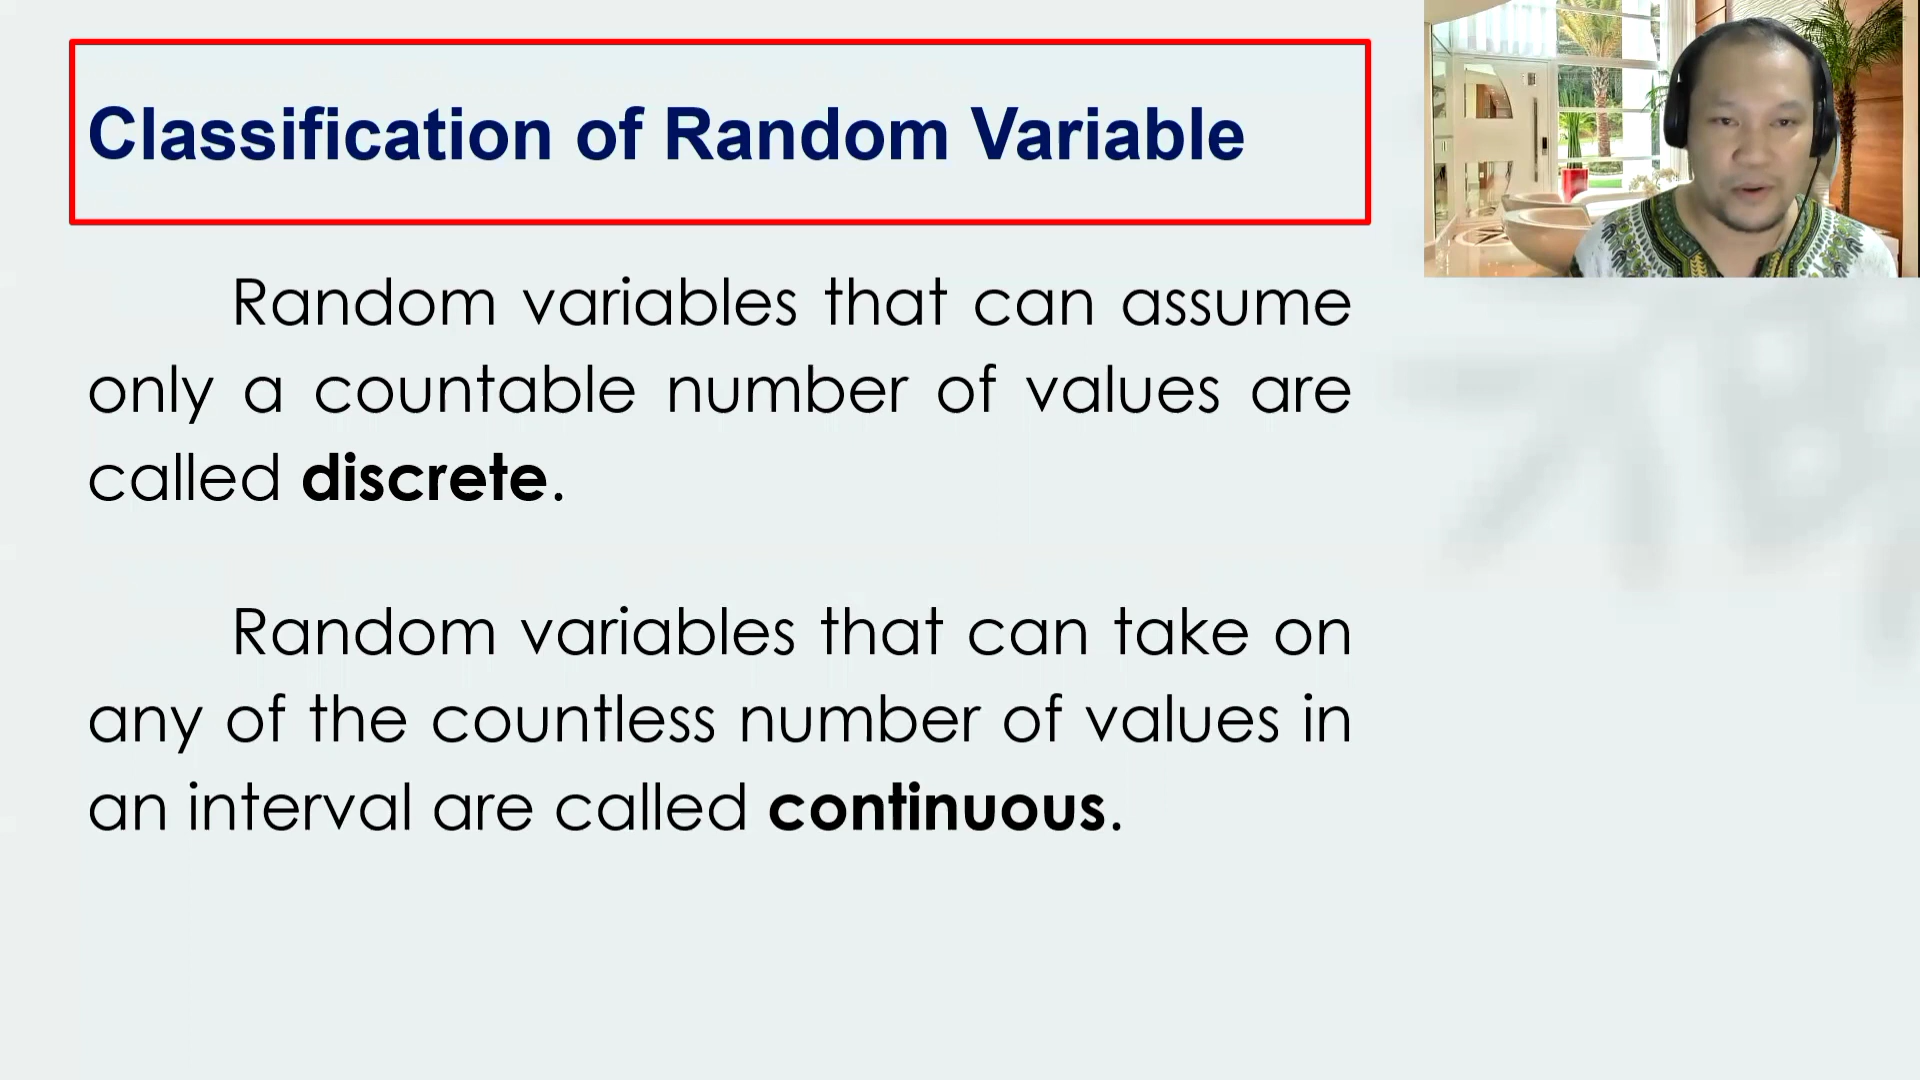 Classification of Random Variable
Random variables that can assume
only a countable number of values are
called discrete.
Random variables that can take on
any of the countless number of values in
an interval are called continuous.